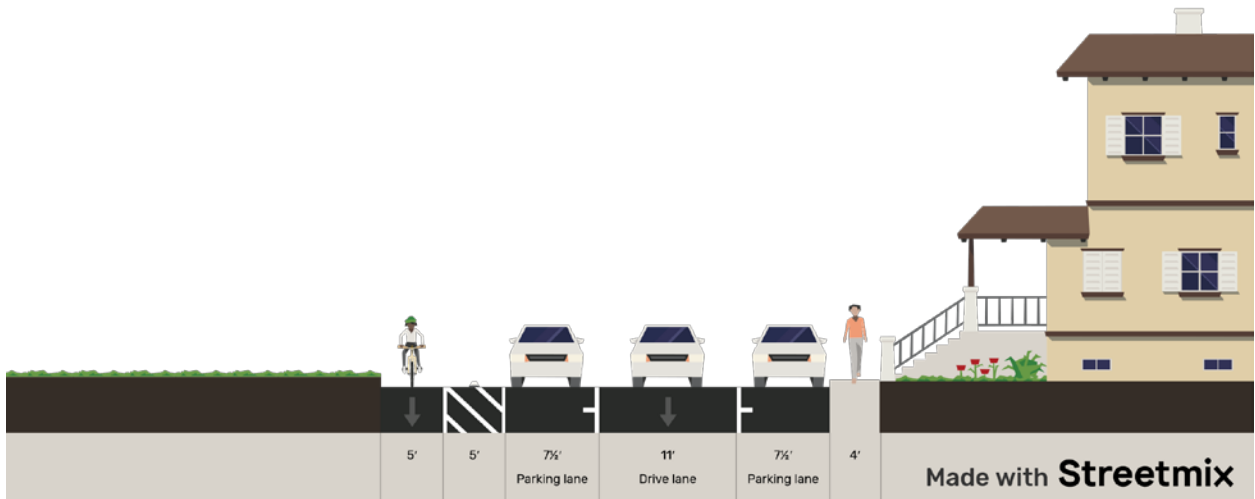 5′
5′
7½′
11′
7½′
4′
Parking lane
Drive lane
Parking lane
Made with Streetmix